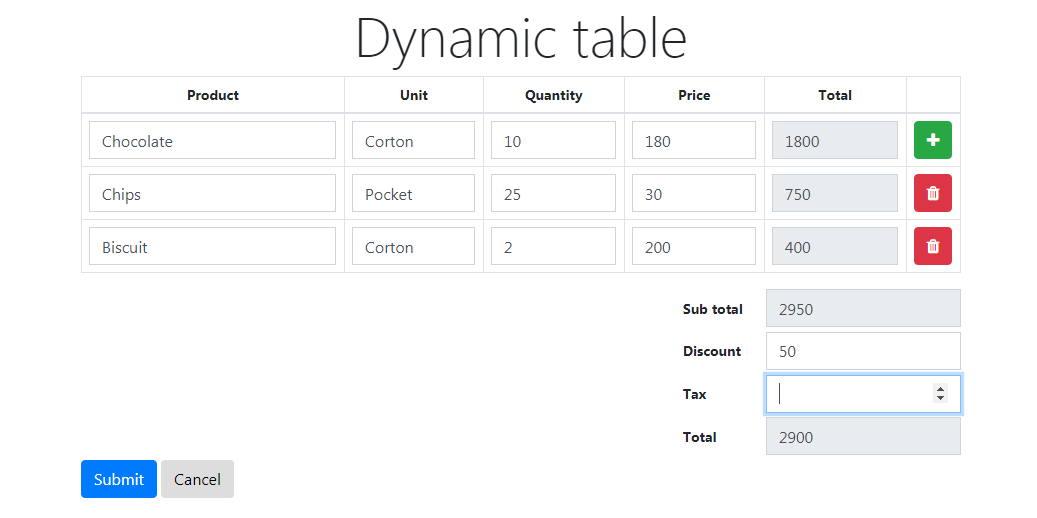 Dynamic table
Product Unit Quantity Price Total
Chocolate Corton 10 180 1800
Chips Pocket 25 30 750
Biscuit Corton 2 200 400
Sub total 2950
Discount 50
Tax
Total 2900
Submit Cancel